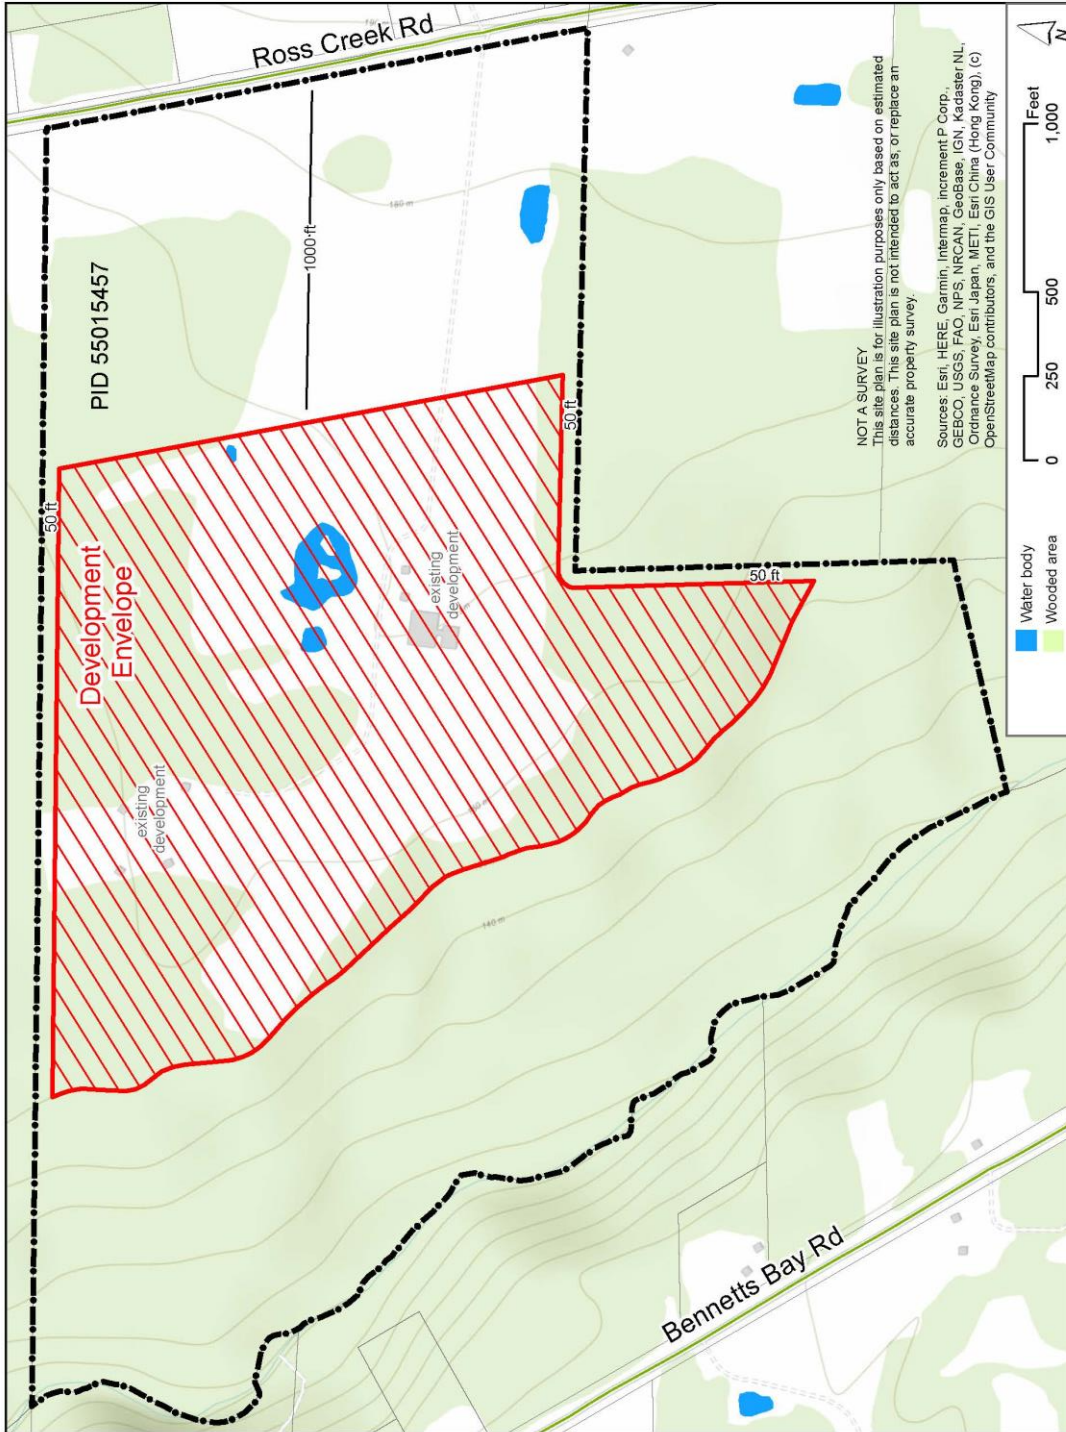 180 m
Ross Creek Rd
PID 55015457
180 m
1000 ft
50 ft
Development
Envelope
50 ft
existing
development
existing
development
50 ft
140 m
Bennetts Bay Rd
NOT A SURVEY
This site plan is for illustration purposes only based on estimated
distances. This site plan is not intended to act as, or replace an
accurate property survey.
Sources: Esri, HERE, Garmin, Intermap, increment P Corp.,
GEBCO, USGS, FAO, NPS, NRCAN, GeoBase, IGN, Kadaster NL,
Ordnance Survey, Esri Japan, METI, Esri China (Hong Kong), (c)
OpenStreetMap contributors, and the GIS User Community
Water body
Wooded area
0 250 500 1,000
Feet
N